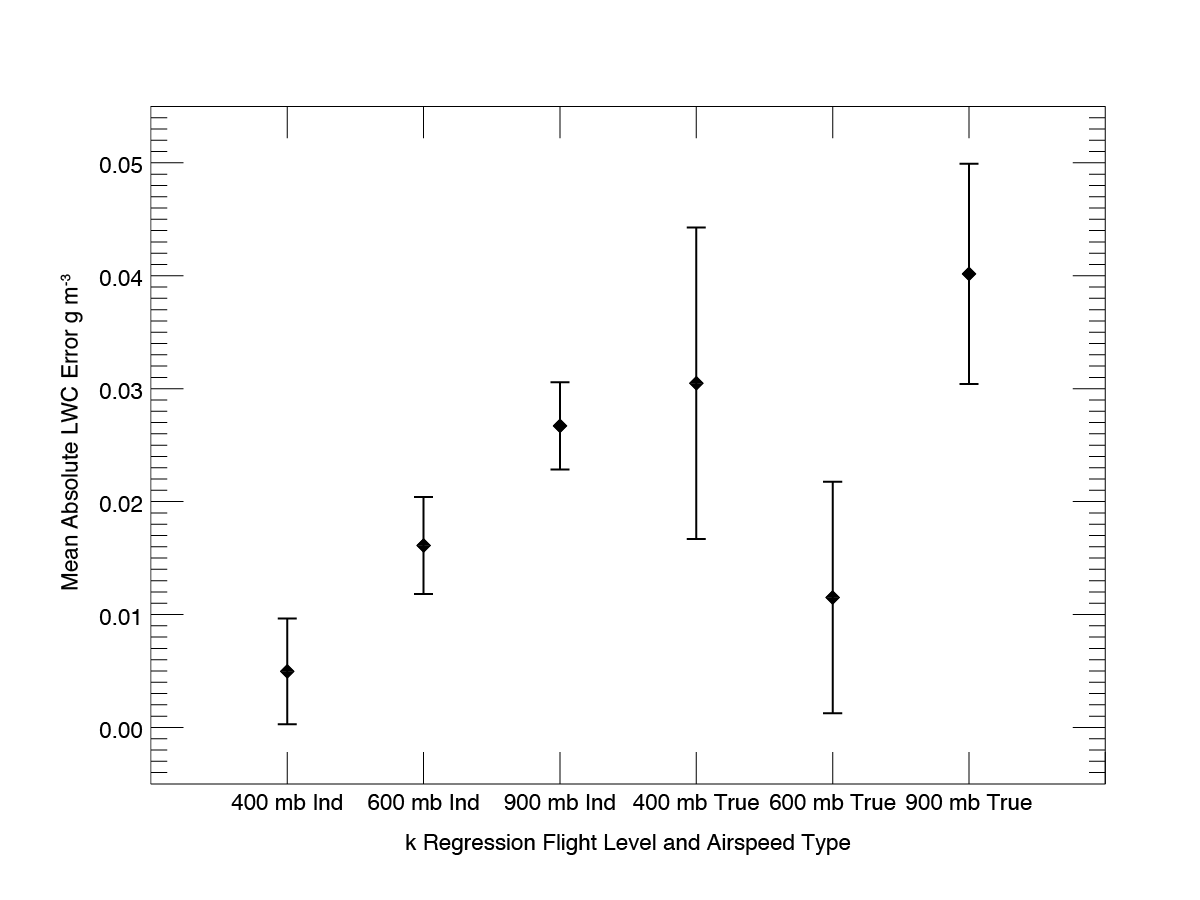 0.05
0.04
0.03
0.02
0.01
0.00
Mean Absolute LWC Error g m⁻³
400 mb Ind 600 mb Ind 900 mb Ind 400 mb True 600 mb True 900 mb True
k Regression Flight Level and Airspeed Type